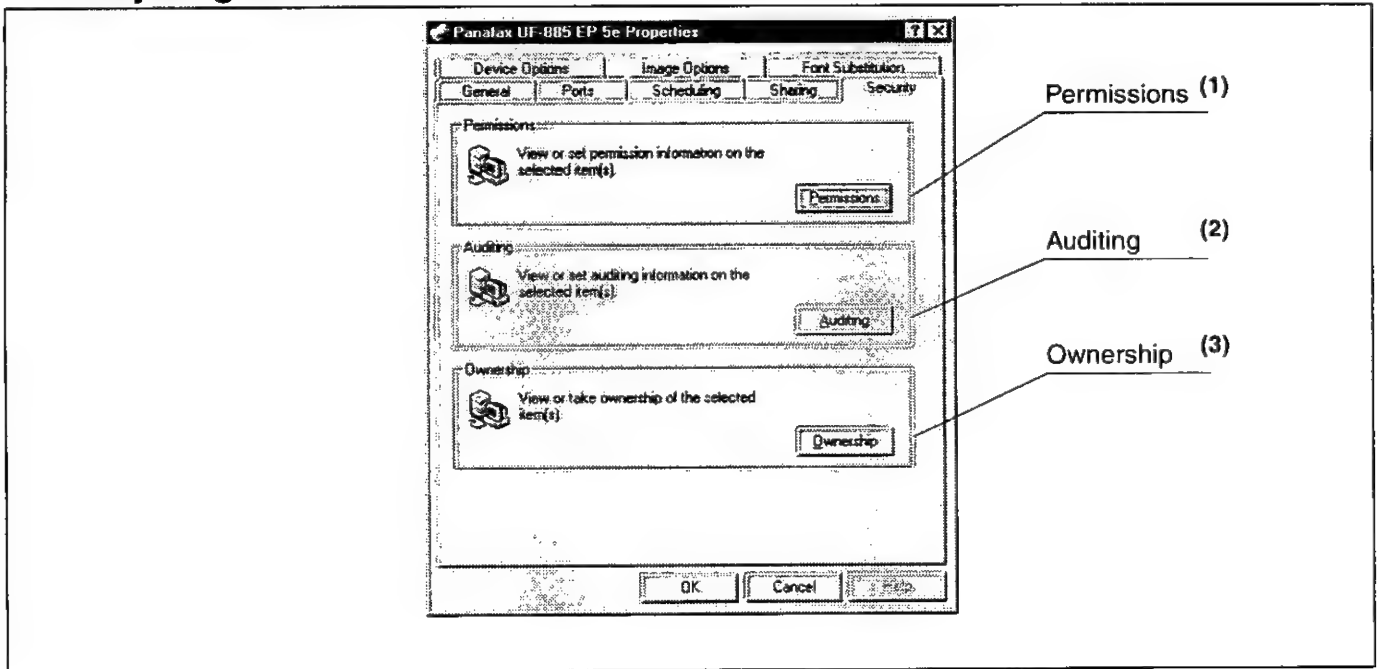 Panafax UF-885 EP 5e Properties
Device Options Image Options Font Substitution
General Ports Scheduling Sharing Security
Permissions
View or set permission information on the
selected item(s).
Permissions
Auditing
View or set auditing information on the
selected item(s).
Auditing
Ownership
View or take ownership of the selected
item(s).
Ownership
OK Cancel Help
Permissions (1)
Auditing (2)
Ownership (3)